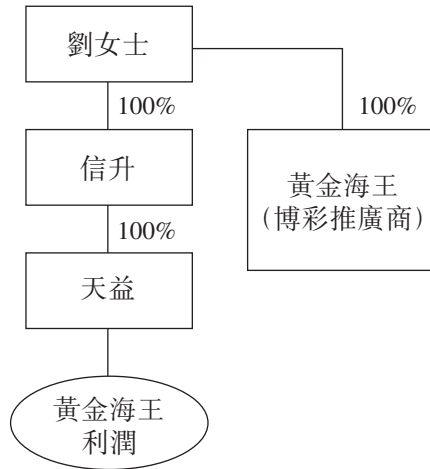 劉女士
100%
100%
信升
黃金海王
(博彩推廣商)
100%
天益
黃金海王
利潤